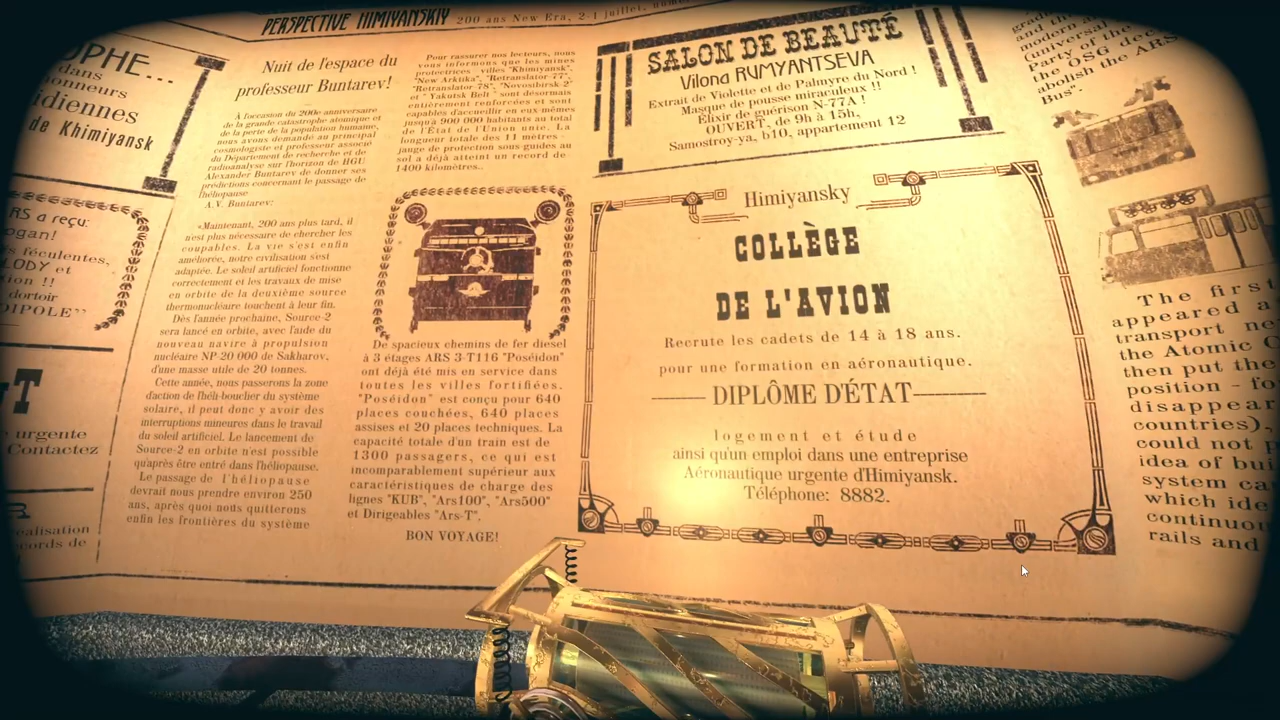 PERSPECTIVE HIMIYANSKIY 200 ans New Era, 2-1 juillet,
OPHE...
dans
onneurs
idiennes
de Khimiyansk
RS a reçu:
ogan!
s féculentes,
LODY et
ion !!
dortoir
DIPOLE”
T
urgente
Contactez
ealisation
cords de
Nuit de l'espace du
professeur Buntarev!
À l'occasion du 200e anniversaire
de la grande catastrophe atomique et
de la perte de la population humaine,
nous avons demandé au principal
cosmologiste et professeur associé
du Département de recherche et de
radioanalyse sur l'horizon de HGU
Alexander Buntarev de donner ses
prédictions concernant le passage de
l'héliopause
A.V. Buntarev:
«Maintenant, 200 ans plus tard, il
n'est plus nécessaire de chercher les
coupables. La vie s'est enfin
améliorée, notre civilisation s'est
adaptée. Le soleil artificiel fonctionne
correctement et les travaux de mise
en orbite de la deuxième source
thermonucléaire touchent à leur fin.
Dès l'année prochaine, Source-2
sera lancé en orbite, avec l'aide du
nouveau navire à propulsion
nucléaire NP-20 000 de Sakharov,
d'une masse utile de 20 tonnes.
Cette année, nous passerons la zone
d'action de l'héli-bouclier du système
solaire, il peut donc y avoir des
interruptions mineures dans le travail
du soleil artificiel. Le lancement de
Source-2 en orbite n'est possible
qu'après être entré dans l'héliopause.
Le passage de l'héliopause
devrait nous prendre environ 250
ans, après quoi nous quitterons
enfin les frontières du système
Pour rassurer nos lecteurs, nous
vous informons que les mines
protectrices - villes "Khomiyansk",
"New Arktika", "Retranslator 77",
"Retranslator 78", "Novosibirsk 2"
et " Yakutsk Belt " sont désormais
entièrement renforcées et sont
capables d'accueillir en eux-mêmes
jusqu'à 900 000 habitants au total
de l'État de l'Union unie. La
longueur totale des 11 mètres -
jauge de protection sous-guides au
sol a déjà atteint un record de
1400 kilomètres..
De spacieux chemins de fer diesel
à 3 étages ARS 3-T116 "Poséidon"
ont déjà été mis en service dans
toutes les villes fortifiées.
"Poséidon" est conçu pour 640
places couchées, 640 places
assises et 20 places techniques. La
capacité totale d'un train est de
1300 passagers, ce qui est
incomparablement supérieur aux
caractéristiques de charge des
lignes "KUB", "Ars100", "Ars500"
et Dirigeables "Ars-T".
BON VOYAGE!
SALON DE BEAUTÉ
Vilona RUMYANTSEVA
Extrait de Violette et de Palmyre du Nord !
Masque de pousse miraculeux !!
Élixir de guérison N-77A !
OUVERT, de 9h à 15h,
Samostroy-ya, b10, appartement 12
Himiyansky
COLLÈGE
DE L'AVION
Recrute les cadets de 14 à 18 ans.
pour une formation en aéronautique.
DIPLÔME D'ÉTAT
logement et étude
ainsi qu'un emploi dans une entreprise
Aéronautique urgente d'Himiyansk.
Téléphone: 8882.
modern a
(universal
Party of the
the OSG dec
abolish the "ARS
Bus".
The first
appeared a
transport ne
the Atomic C
then put the
position - fo
disappear
countries),
could not p
idea of bui
system ca
which ide
continuou
rails and